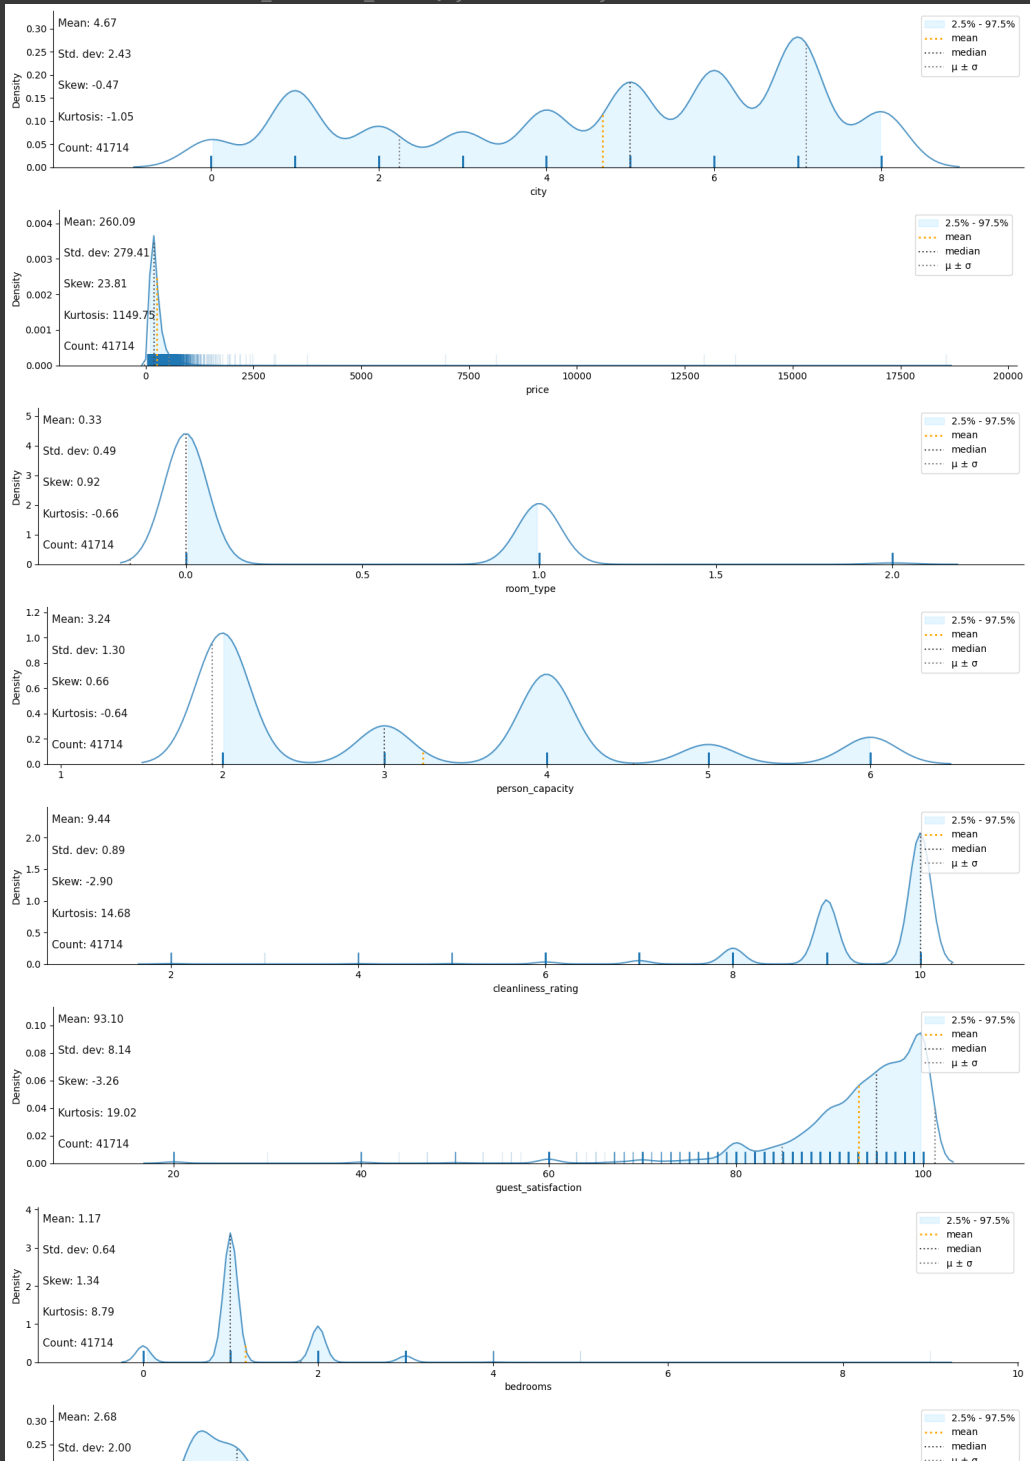 Mean: 4.67
Std. dev: 2.43
Skew: -0.47
Kurtosis: -1.05
Count: 41714
2.5% - 97.5%
mean
median
μ ± σ
Density
0.30
0.25
0.20
0.15
0.10
0.05
0.00
0 2 4 6 8
city
Mean: 260.09
Std. dev: 279.41
Skew: 23.81
Kurtosis: 1149.75
Count: 41714
2.5% - 97.5%
mean
median
μ ± σ
Density
0.004
0.003
0.002
0.001
0.000
0 2500 5000 7500 10000 12500 15000 17500 20000
price
Mean: 0.33
Std. dev: 0.49
Skew: 0.92
Kurtosis: -0.66
Count: 41714
2.5% - 97.5%
mean
median
μ ± σ
Density
5
4
3
2
1
0
0.0 0.5 1.0 1.5 2.0
room_type
Mean: 3.24
Std. dev: 1.30
Skew: 0.66
Kurtosis: -0.64
Count: 41714
2.5% - 97.5%
mean
median
μ ± σ
Density
1.2
1.0
0.8
0.6
0.4
0.2
0.0
1 2 3 4 5 6
person_capacity
Mean: 9.44
Std. dev: 0.89
Skew: -2.90
Kurtosis: 14.68
Count: 41714
2.5% - 97.5%
mean
median
μ ± σ
Density
2.0
1.5
1.0
0.5
0.0
2 4 6 8 10
cleanliness_rating
Mean: 93.10
Std. dev: 8.14
Skew: -3.26
Kurtosis: 19.02
Count: 41714
2.5% - 97.5%
mean
median
μ ± σ
Density
0.10
0.08
0.06
0.04
0.02
0.00
20 40 60 80 100
guest_satisfaction
Mean: 1.17
Std. dev: 0.64
Skew: 1.34
Kurtosis: 8.79
Count: 41714
2.5% - 97.5%
mean
median
μ ± σ
Density
4
3
2
1
0
0 2 4 6 8 10
bedrooms
Mean: 2.68
Std. dev: 2.00
2.5% - 97.5%
mean
median
μ ± σ
0.30
0.25